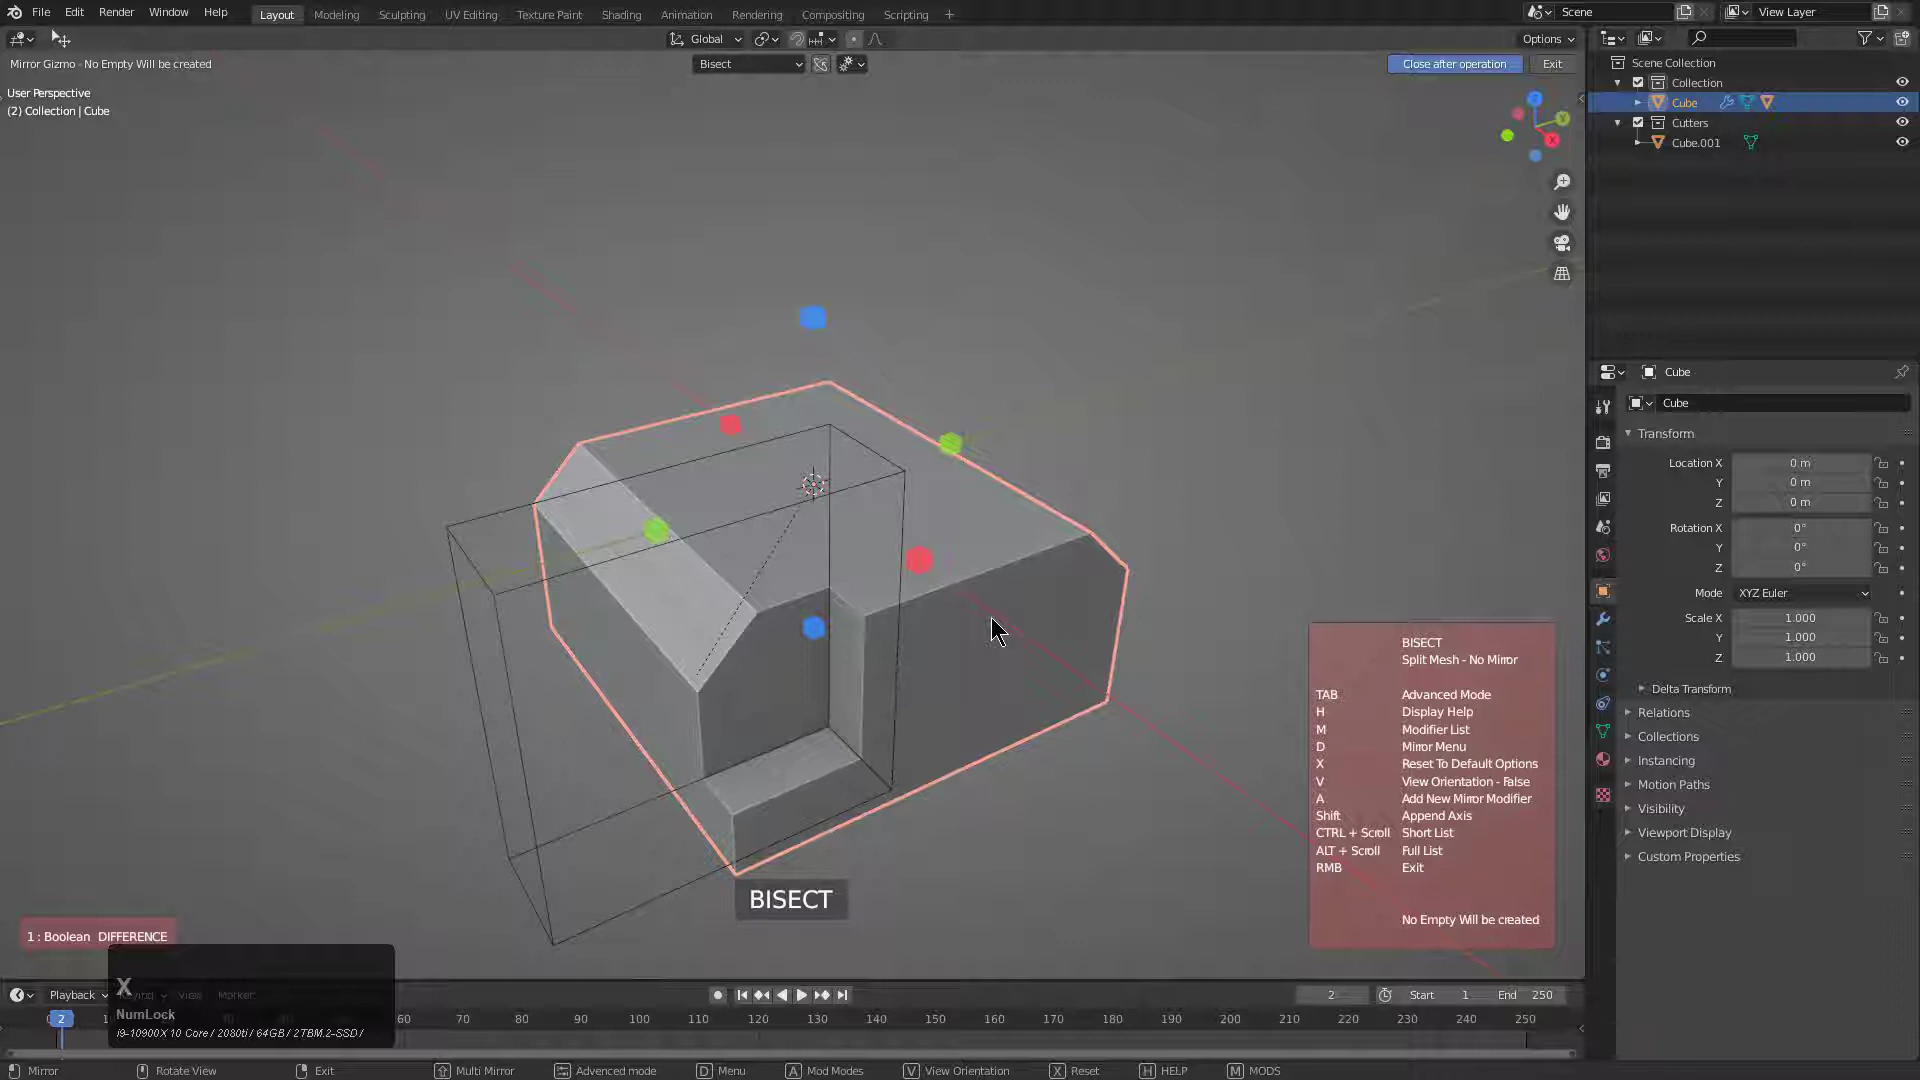 File Edit Render Window Help
Layout Modeling Sculpting UV Editing Texture Paint Shading Animation Rendering Compositing Scripting +
Scene
View Layer
Global
Options
Mirror Gizmo - No Empty Will be created
Bisect
Close after operation
Exit
User Perspective
(2) Collection | Cube
Scene Collection
Collection
Cube
Cutters
Cube.001
Z
Y
X
Cube
Cube
Transform
Location X 0 m
Y 0 m
Z 0 m
Rotation X 0°
Y 0°
Z 0°
Mode XYZ Euler
Scale X 1.000
Y 1.000
Z 1.000
Delta Transform
Relations
Collections
Instancing
Motion Paths
Visibility
Viewport Display
Custom Properties
BISECT
Split Mesh - No Mirror
TAB Advanced Mode
H Display Help
M Modifier List
D Mirror Menu
X Reset To Default Options
V View Orientation - False
A Add New Mirror Modifier
Shift Append Axis
CTRL + Scroll Short List
ALT + Scroll Full List
RMB Exit
No Empty Will be created
BISECT
1 : Boolean DIFFERENCE
X
NumLock
i9-10900X 10 Core / 2080ti / 64GB / 2TBM.2-SSD /
Playback Keying View Marker
2 Start 1 End 250
2 60 70 80 90 100 110 120 130 140 150 160 170 180 190 200 210 220 230 240 250
Mirror Rotate View Exit Multi Mirror Advanced mode D Menu A Mod Modes V View Orientation X Reset H HELP M MODS